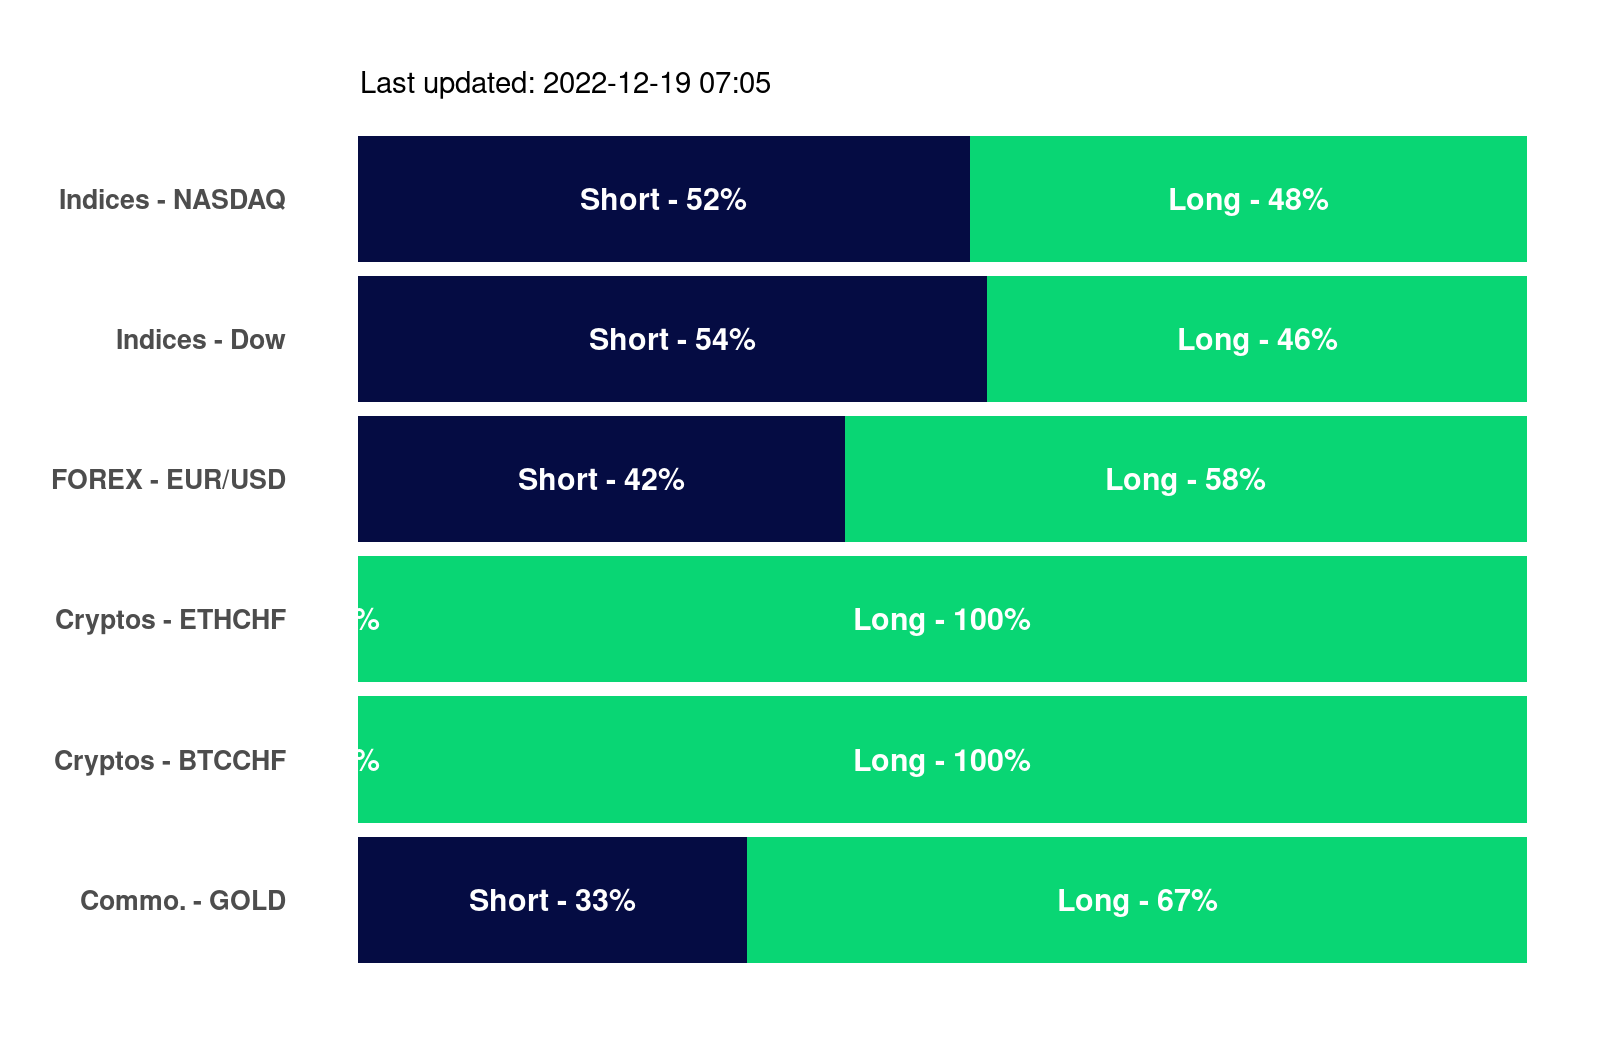 Last updated: 2022-12-19 07:05
Indices - NASDAQ Short - 52% Long - 48%
Indices - Dow Short - 54% Long - 46%
FOREX - EUR/USD Short - 42% Long - 58%
Cryptos - ETHCHF % Long - 100%
Cryptos - BTCCHF % Long - 100%
Commo. - GOLD Short - 33% Long - 67%